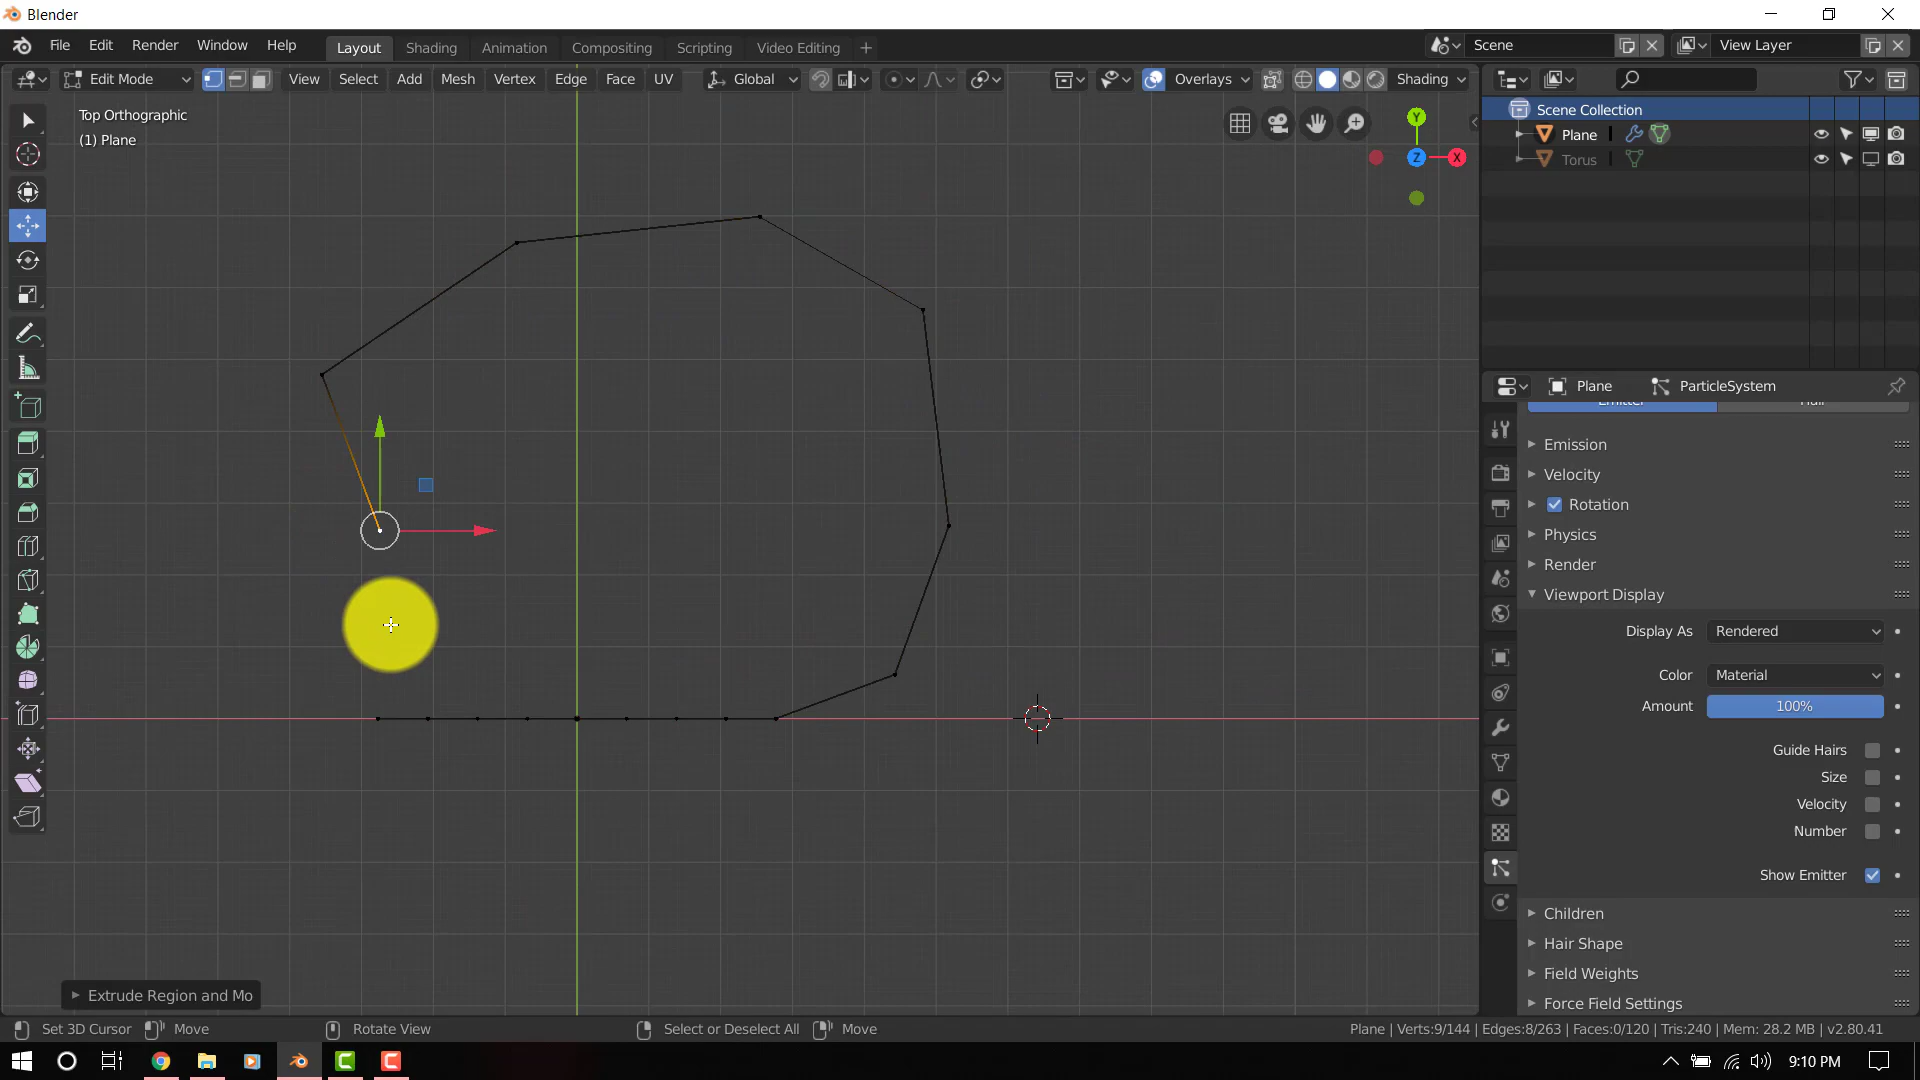 Blender
File Edit Render Window Help Layout Shading Animation Compositing Scripting Video Editing + Scene View Layer
Edit Mode View Select Add Mesh Vertex Edge Face UV Global Overlays Shading
Top Orthographic
(1) Plane
Y
Z X
Scene Collection
Plane
Torus
Plane ParticleSystem
Emission
Velocity
Rotation
Physics
Render
Viewport Display
Display As Rendered
Color Material
Amount 100%
Guide Hairs
Size
Velocity
Number
Show Emitter
Children
Hair Shape
Field Weights
Force Field Settings
Extrude Region and Mo
Set 3D Cursor Move Rotate View Select or Deselect All Move Plane | Verts:9/144 | Edges:8/263 | Faces:0/120 | Tris:240 | Mem: 28.2 MB | v2.80.41
9:10 PM